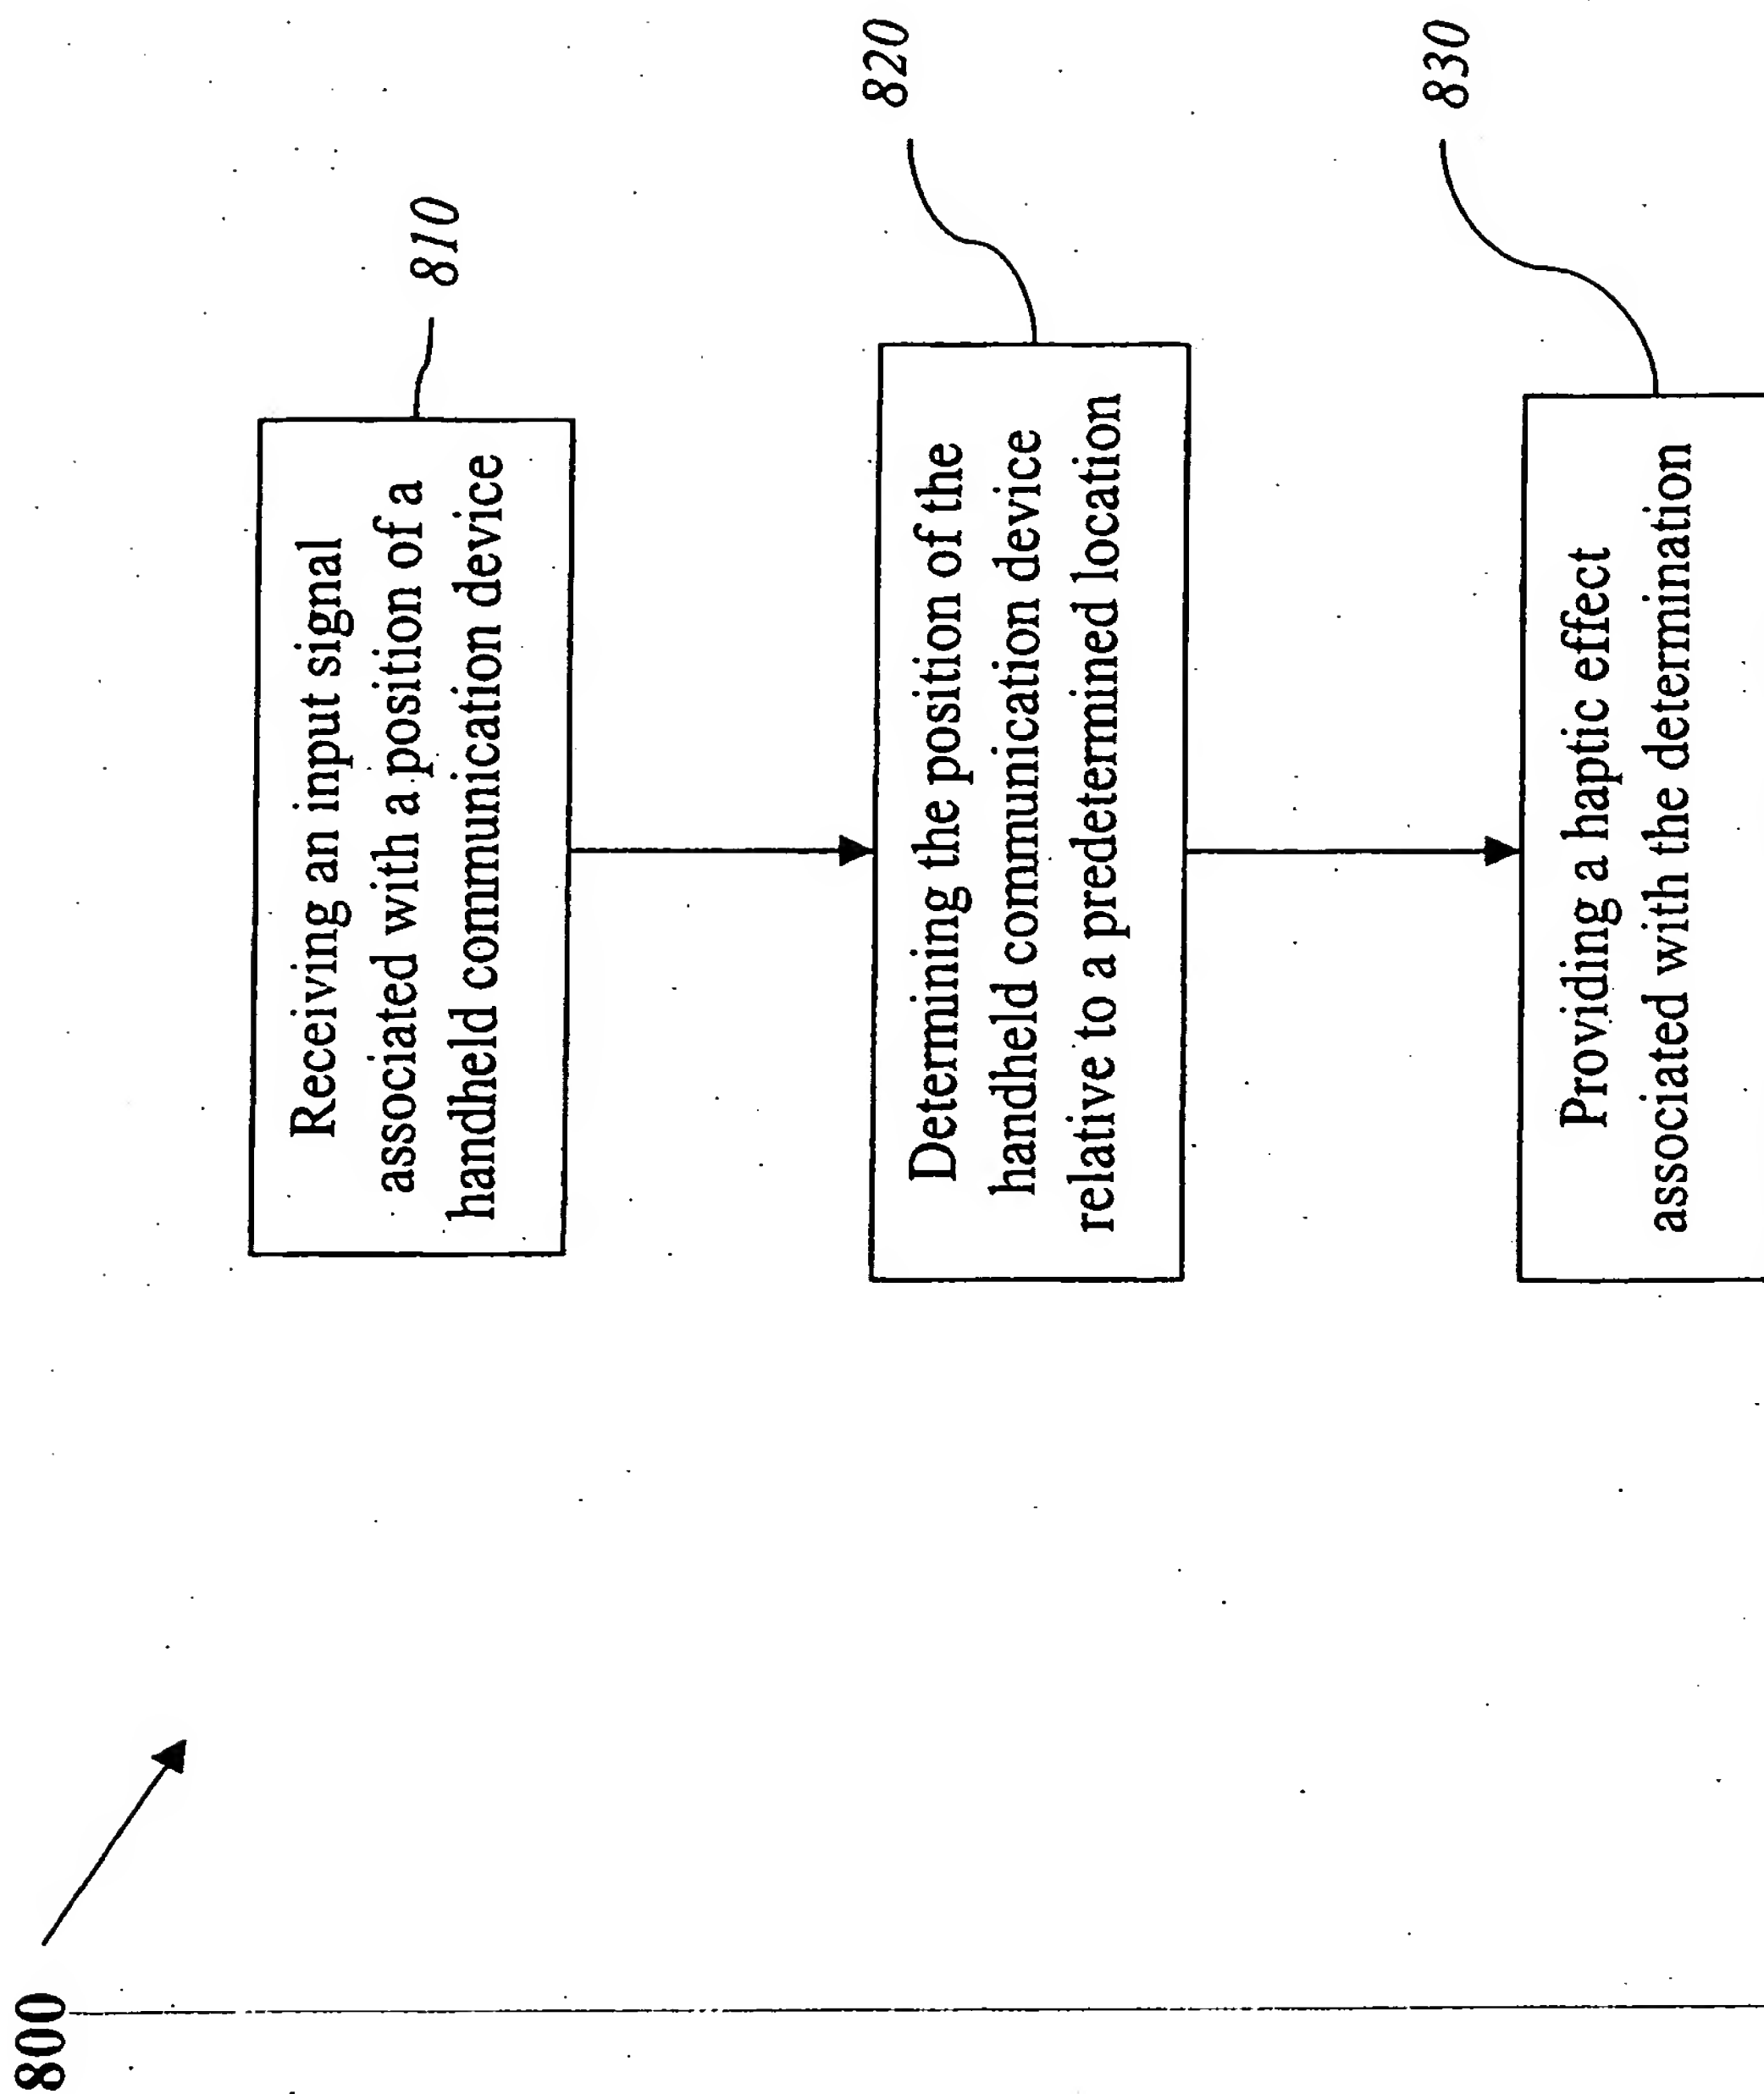 800
Receiving an input signal
associated with a position of a
handheld communication device
810
Determining the position of the
handheld communication device
relative to a predetermined location
820
Providing a haptic effect
associated with the determination
830